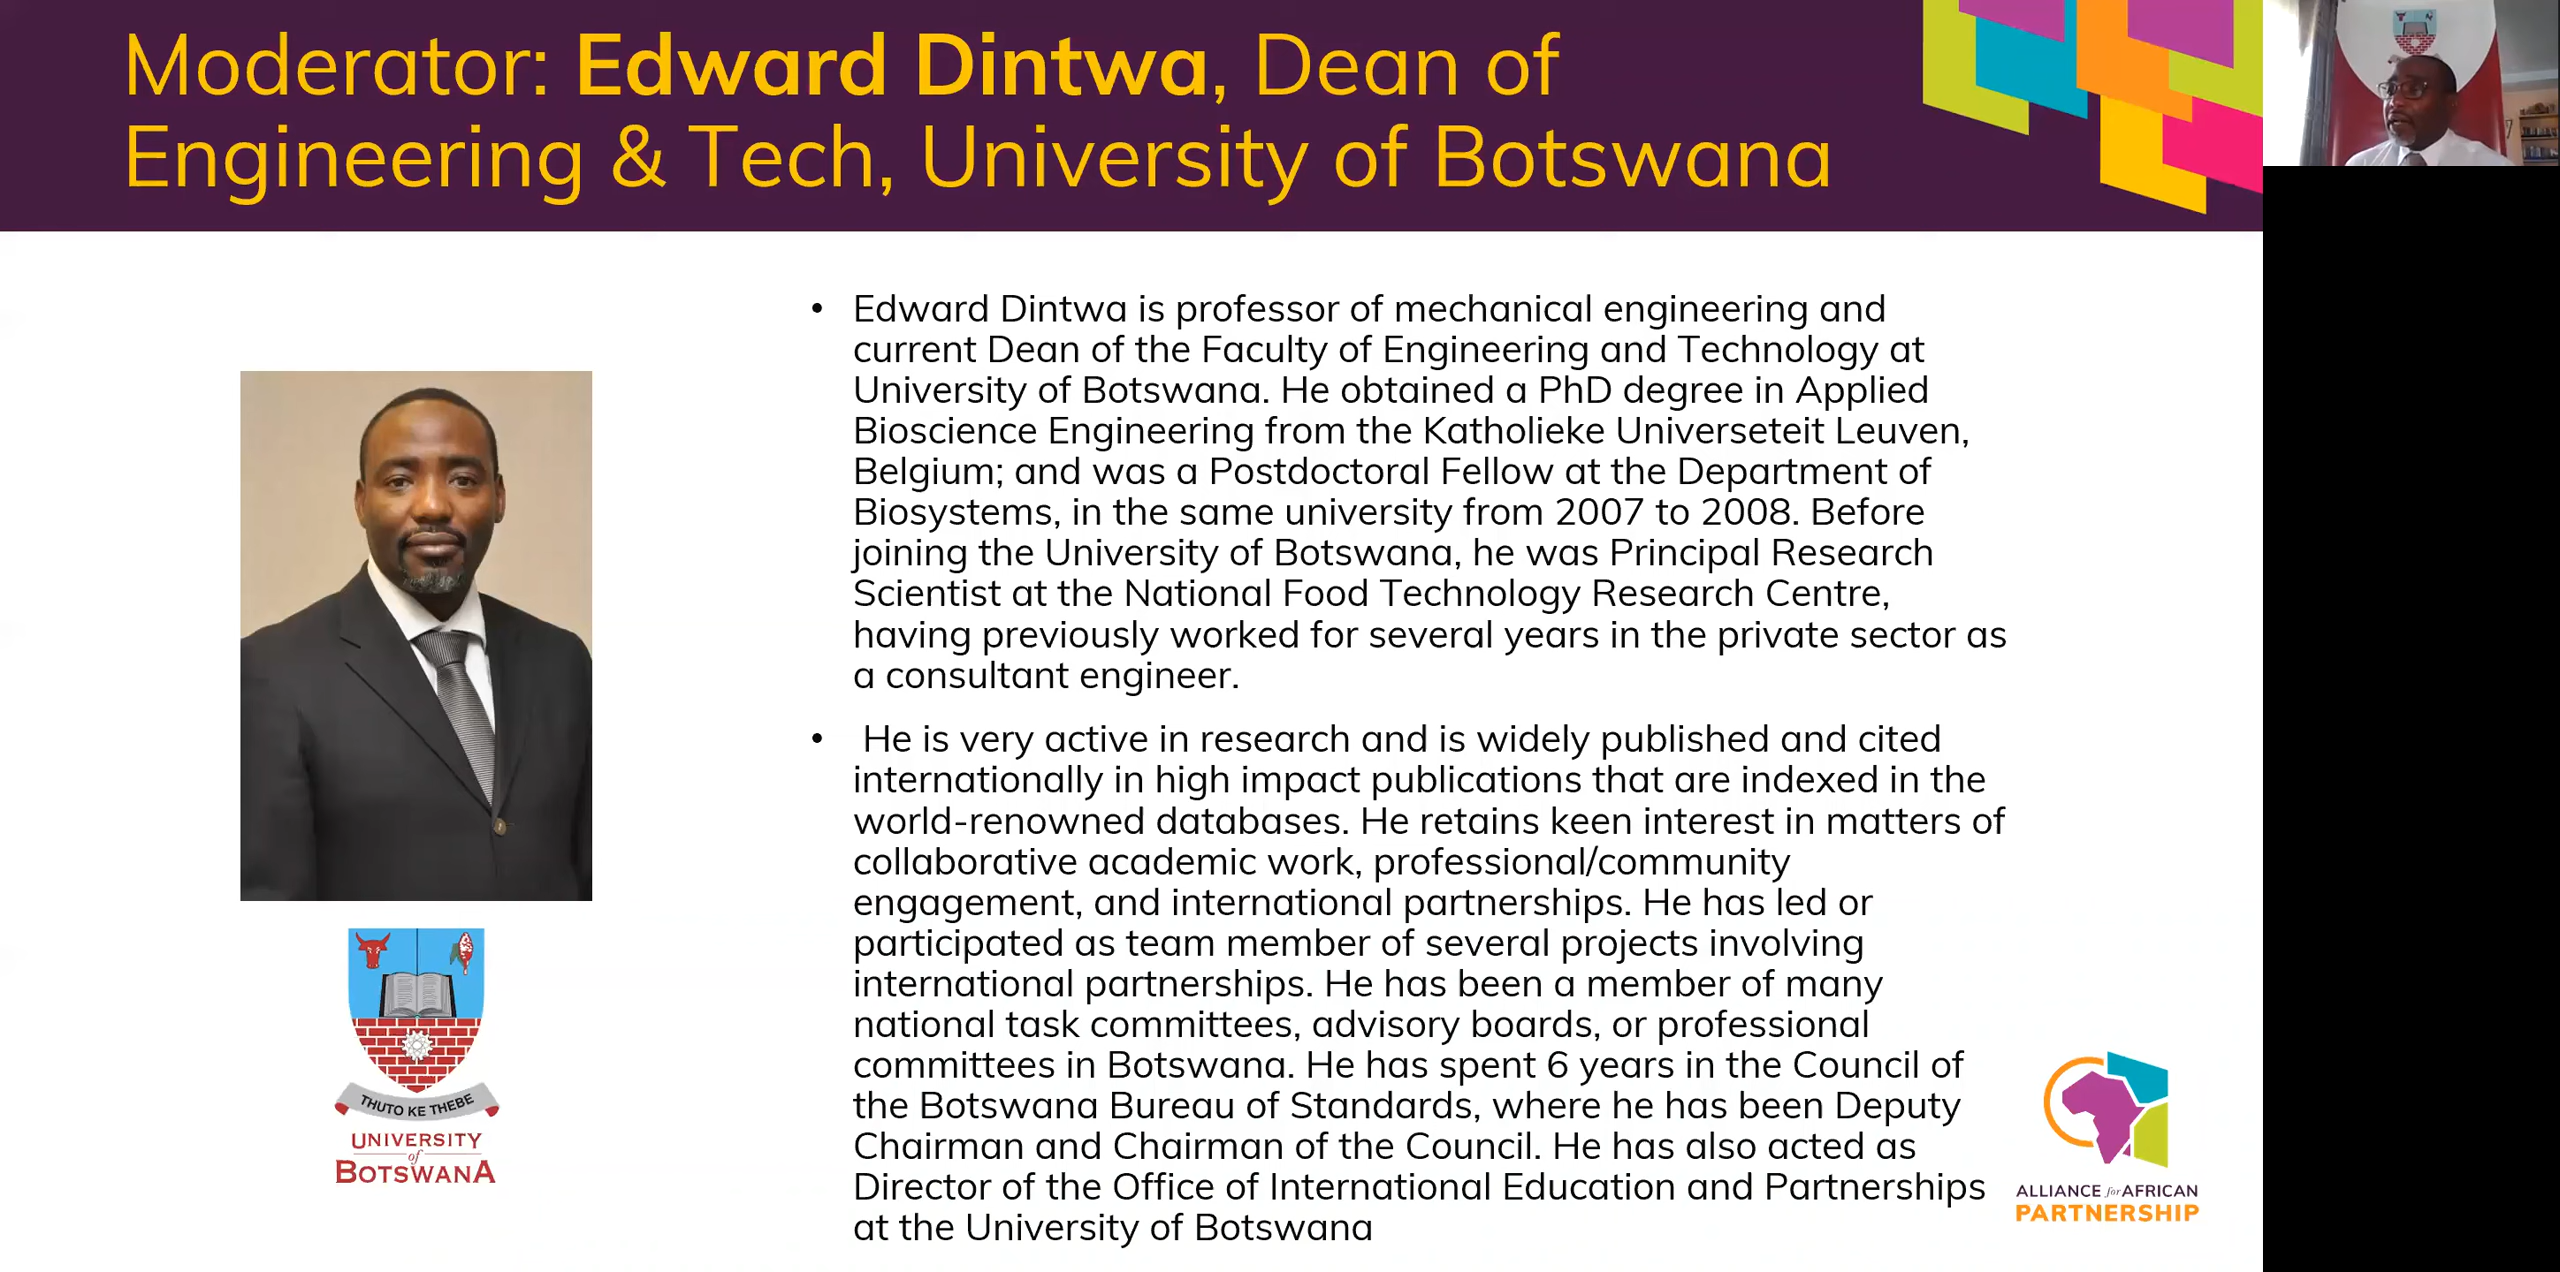 Moderator: Edward Dintwa, Dean of
Engineering & Tech, University of Botswana
• Edward Dintwa is professor of mechanical engineering and
current Dean of the Faculty of Engineering and Technology at
University of Botswana. He obtained a PhD degree in Applied
Bioscience Engineering from the Katholieke Universeteit Leuven,
Belgium; and was a Postdoctoral Fellow at the Department of
Biosystems, in the same university from 2007 to 2008. Before
joining the University of Botswana, he was Principal Research
Scientist at the National Food Technology Research Centre,
having previously worked for several years in the private sector as
a consultant engineer.
• He is very active in research and is widely published and cited
internationally in high impact publications that are indexed in the
world-renowned databases. He retains keen interest in matters of
collaborative academic work, professional/community
engagement, and international partnerships. He has led or
participated as team member of several projects involving
international partnerships. He has been a member of many
national task committees, advisory boards, or professional
committees in Botswana. He has spent 6 years in the Council of
the Botswana Bureau of Standards, where he has been Deputy
Chairman and Chairman of the Council. He has also acted as
Director of the Office of International Education and Partnerships
at the University of Botswana
THUTO KE THEBE
UNIVERSITY
of
BOTSWANA
ALLIANCE for AFRICAN
PARTNERSHIP